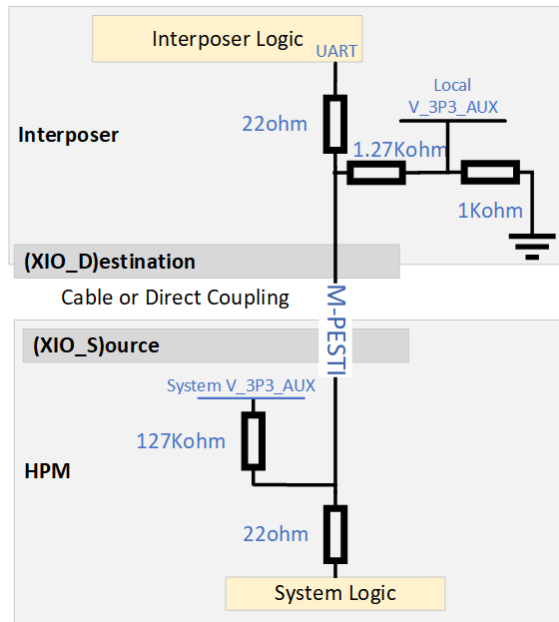 Interposer Logic
UART
Local
V_3P3_AUX
22ohm
Interposer
1.27Kohm
1Kohm
(XIO_D)estination
Cable or Direct Coupling
M-PESTI
(XIO_S)ource
System V_3P3_AUX
127Kohm
HPM
22ohm
System Logic